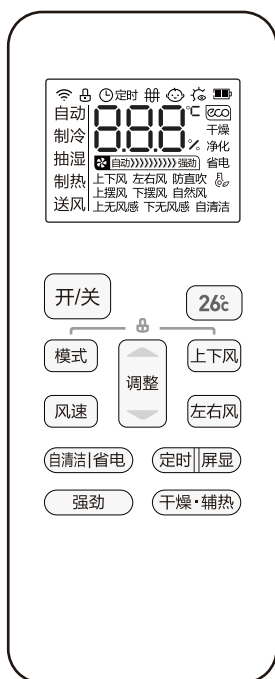 定时
自动 888 ℃ eco
制冷 % 干燥
净化
抽湿 自动 》》》》》》 强劲 省电
制热 上下风 左右风 防直吹
上摆风 下摆风 自然风
送风 上无风感 下无风感 自清洁
开/关 26℃
模式 调整 上下风
风速 左右风
自清洁|省电 定时 屏显
强劲 干燥·辅热